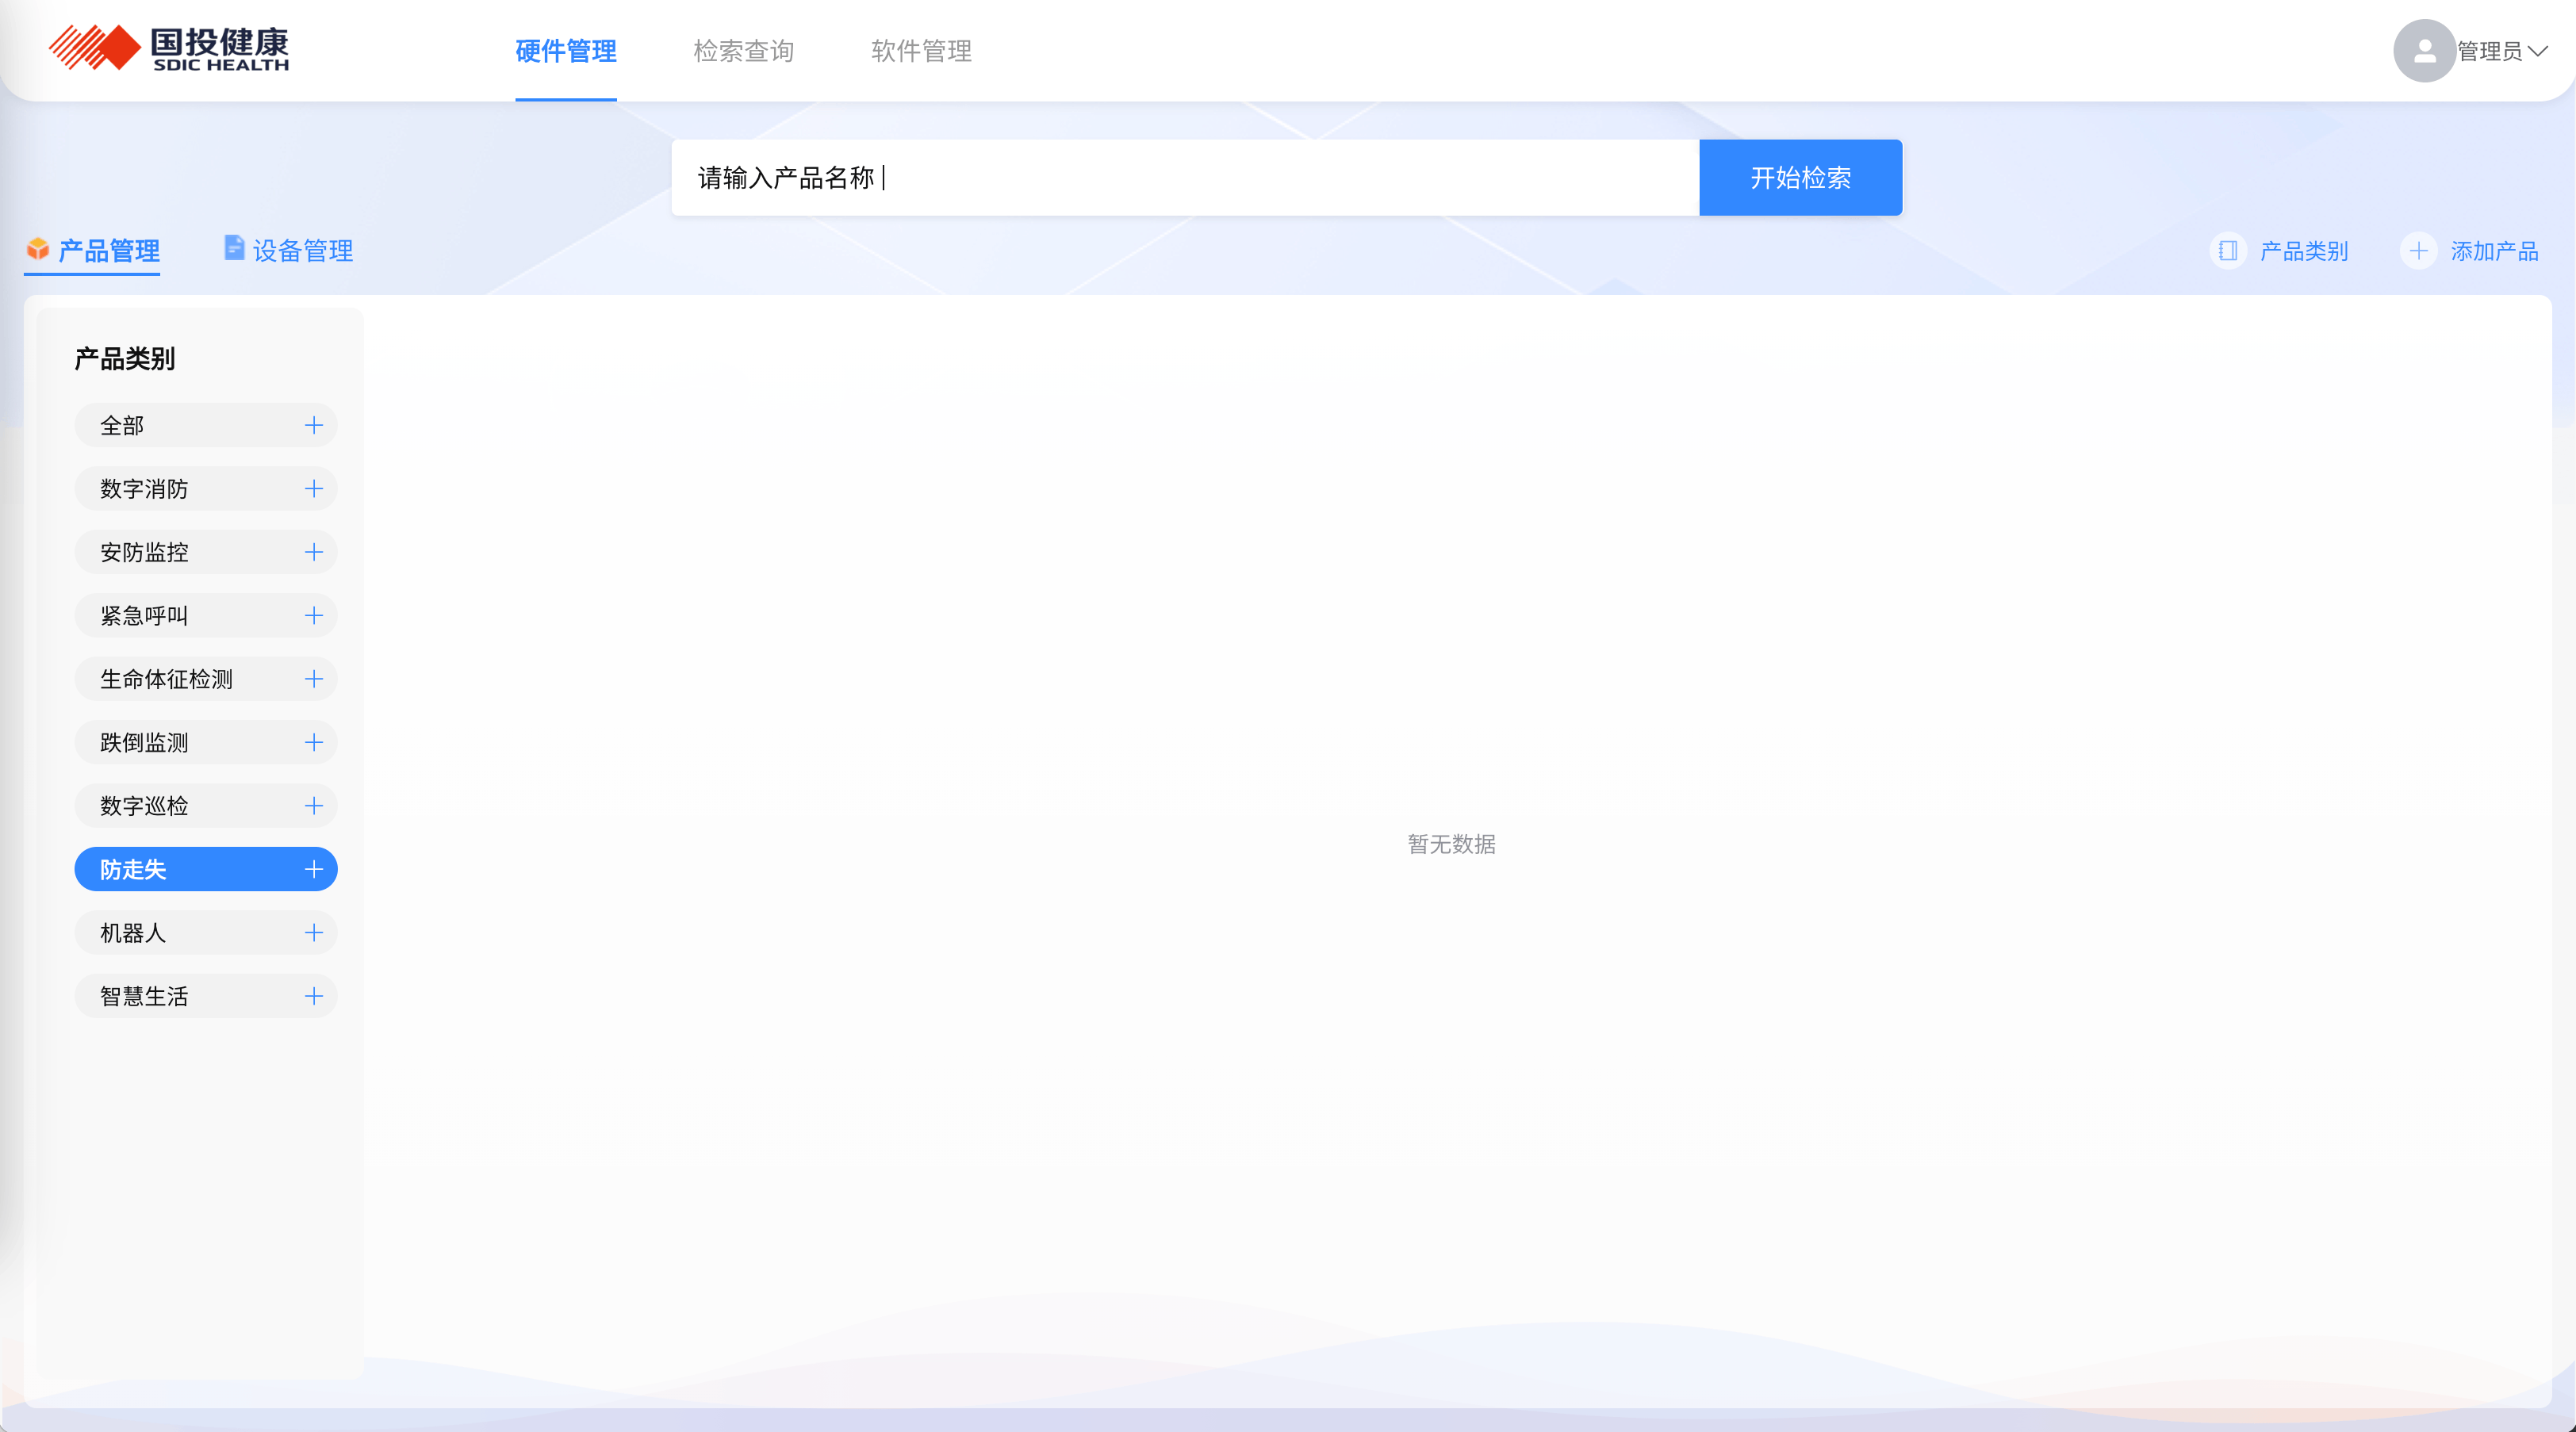 国投健康
SDIC HEALTH
硬件管理
检索查询
软件管理
管理员
请输入产品名称
开始检索
产品管理
设备管理
产品类别
添加产品
产品类别
全部
数字消防
安防监控
紧急呼叫
生命体征检测
跌倒监测
数字巡检
防走失
机器人
智慧生活
暂无数据